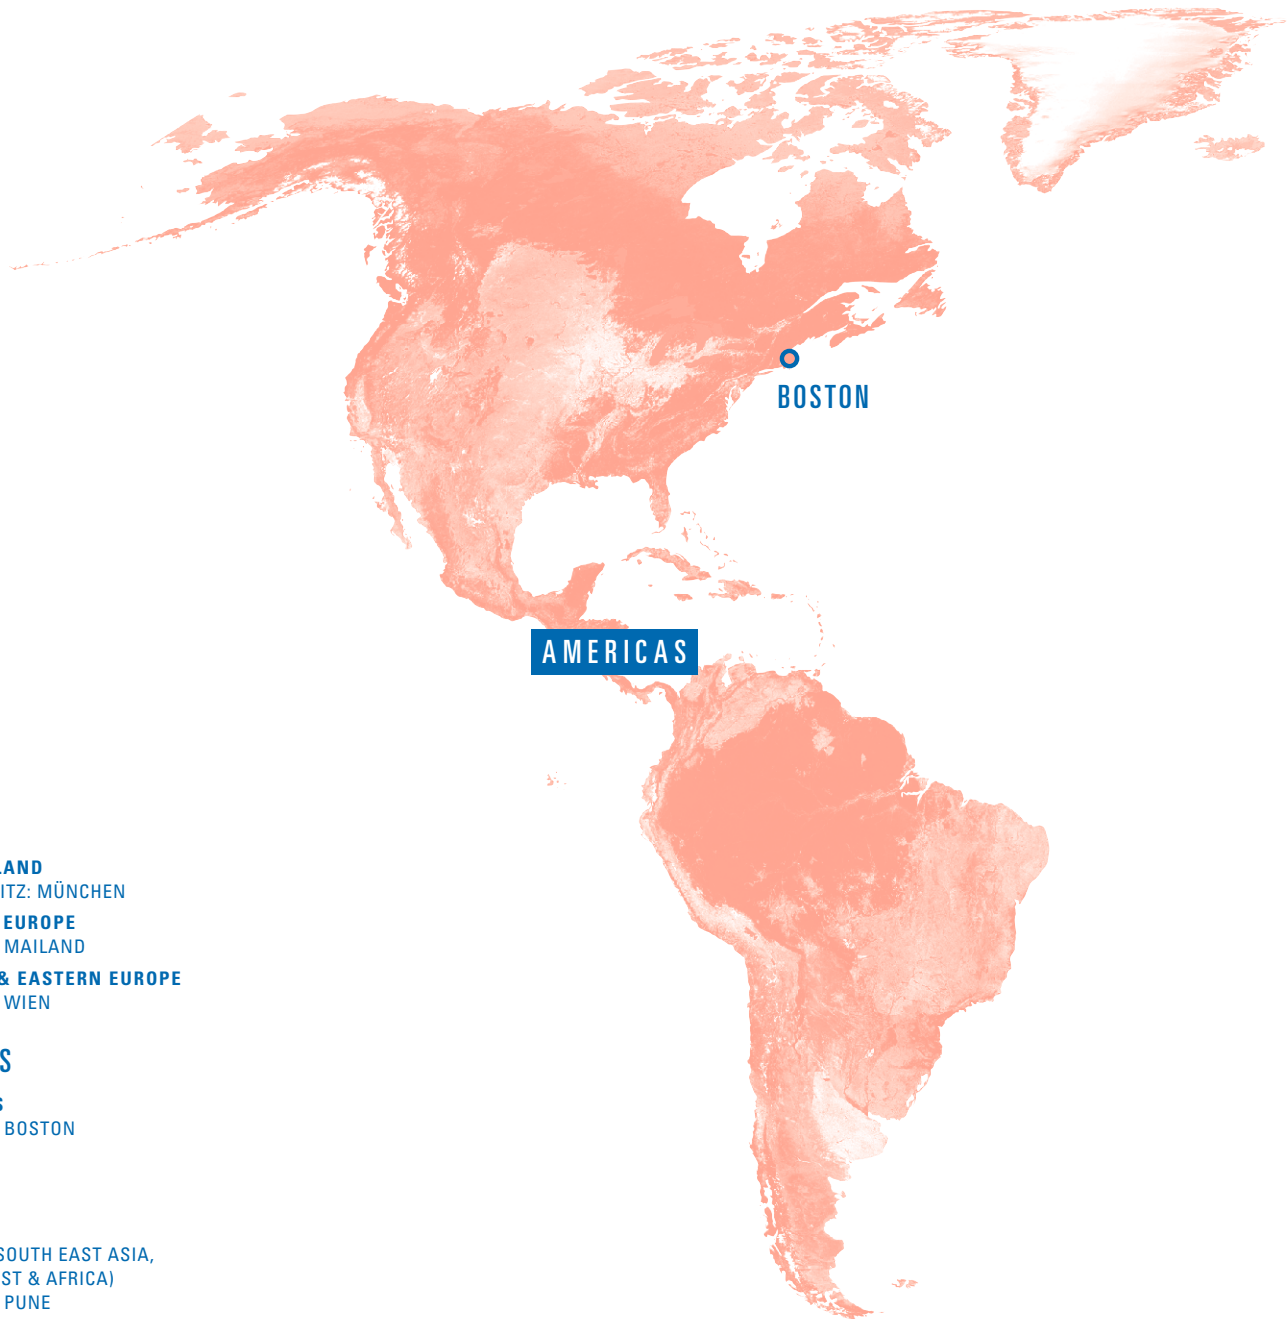 BOSTON
AMERICAS
LAND
ITZ: MÜNCHEN
EUROPE
MAILAND
& EASTERN EUROPE
WIEN
S
S
BOSTON
SOUTH EAST ASIA,
ST & AFRICA)
PUNE